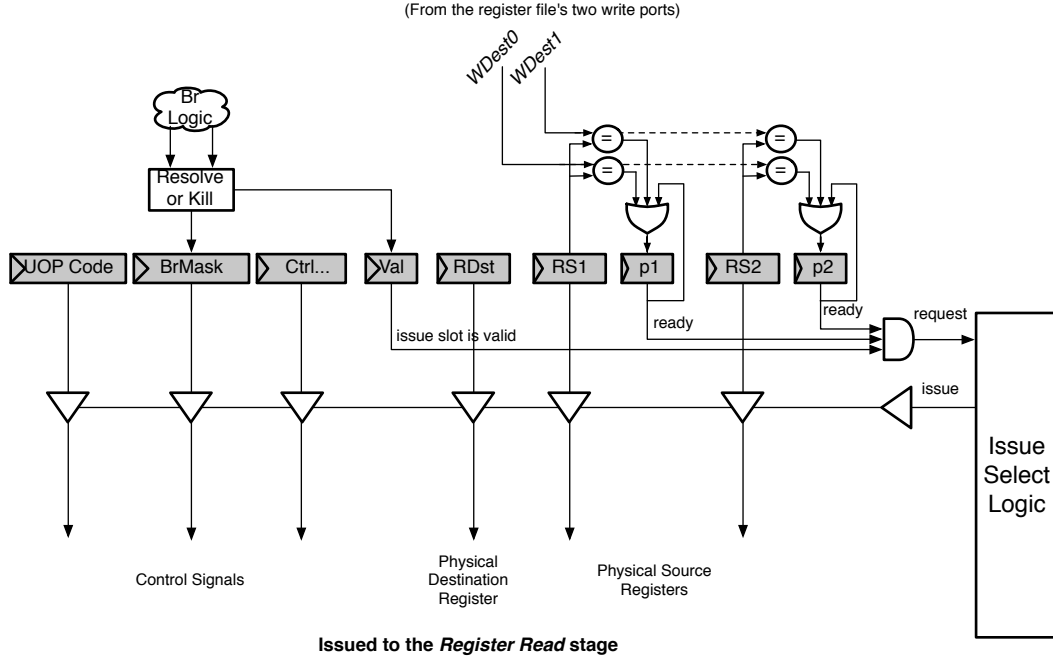 (From the register file's two write ports)
WDest0
WDest1
Br
Logic
=
=
=
=
Resolve
or Kill
UOP Code
BrMask
Ctrl...
Val
RDst
RS1
p1
RS2
p2
ready
ready
request
issue slot is valid
issue
Issue
Select
Logic
Control Signals
Physical
Destination
Register
Physical Source
Registers
Issued to the Register Read stage